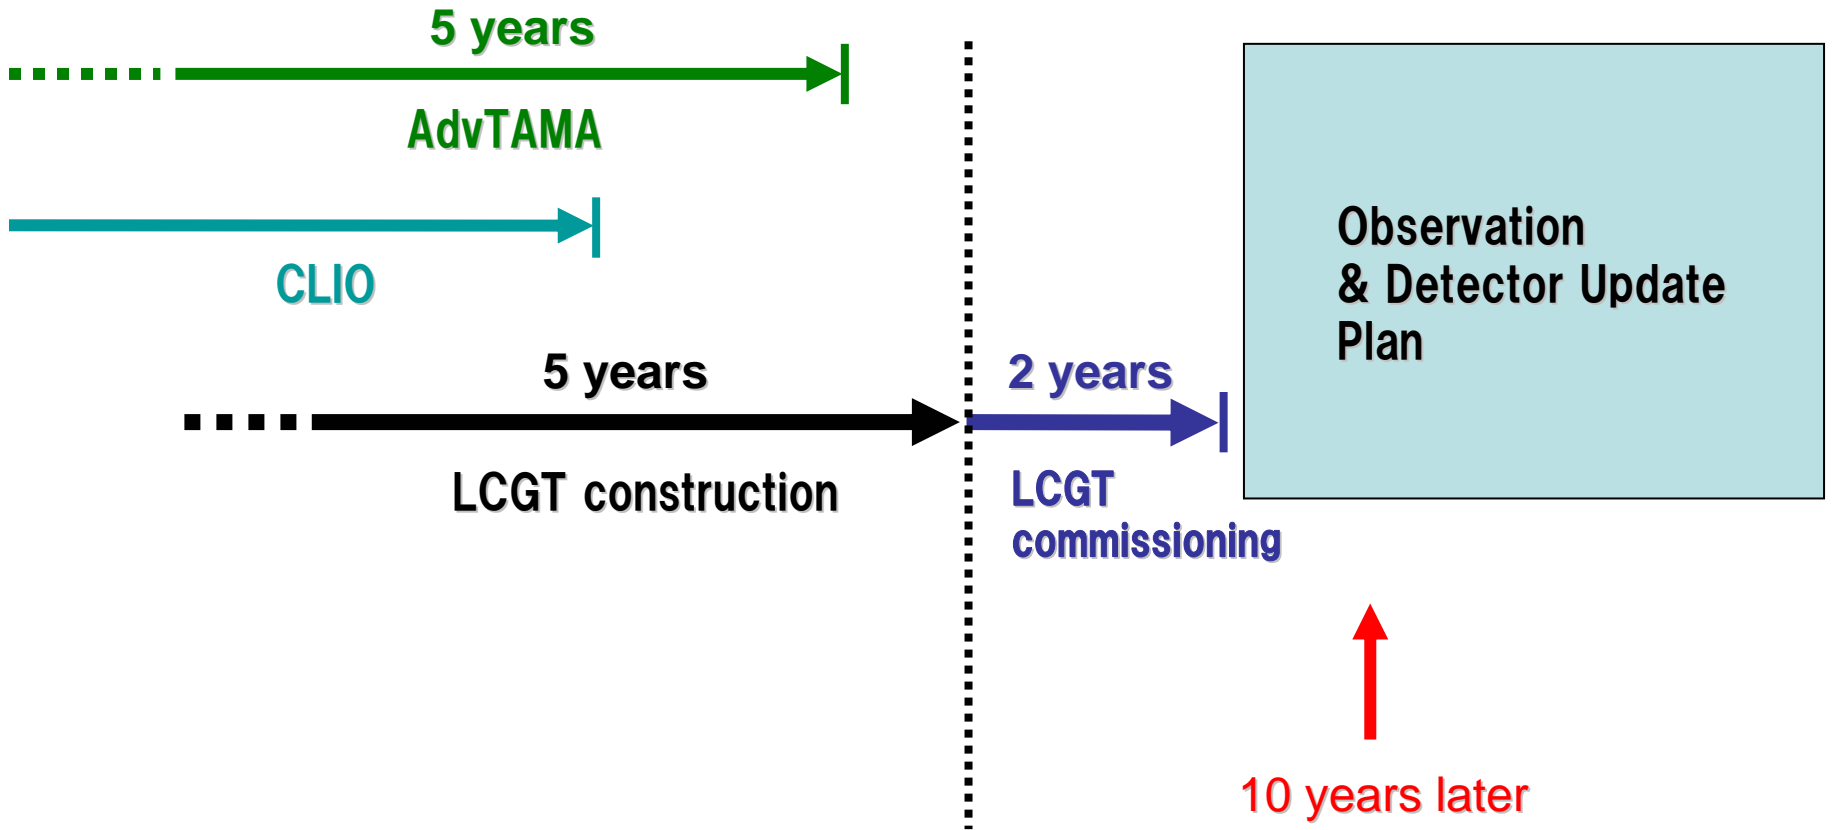 5 years
AdvTAMA
CLIO
5 years
LCGT construction
2 years
LCGT
commissioning
Observation
& Detector Update
Plan
10 years later